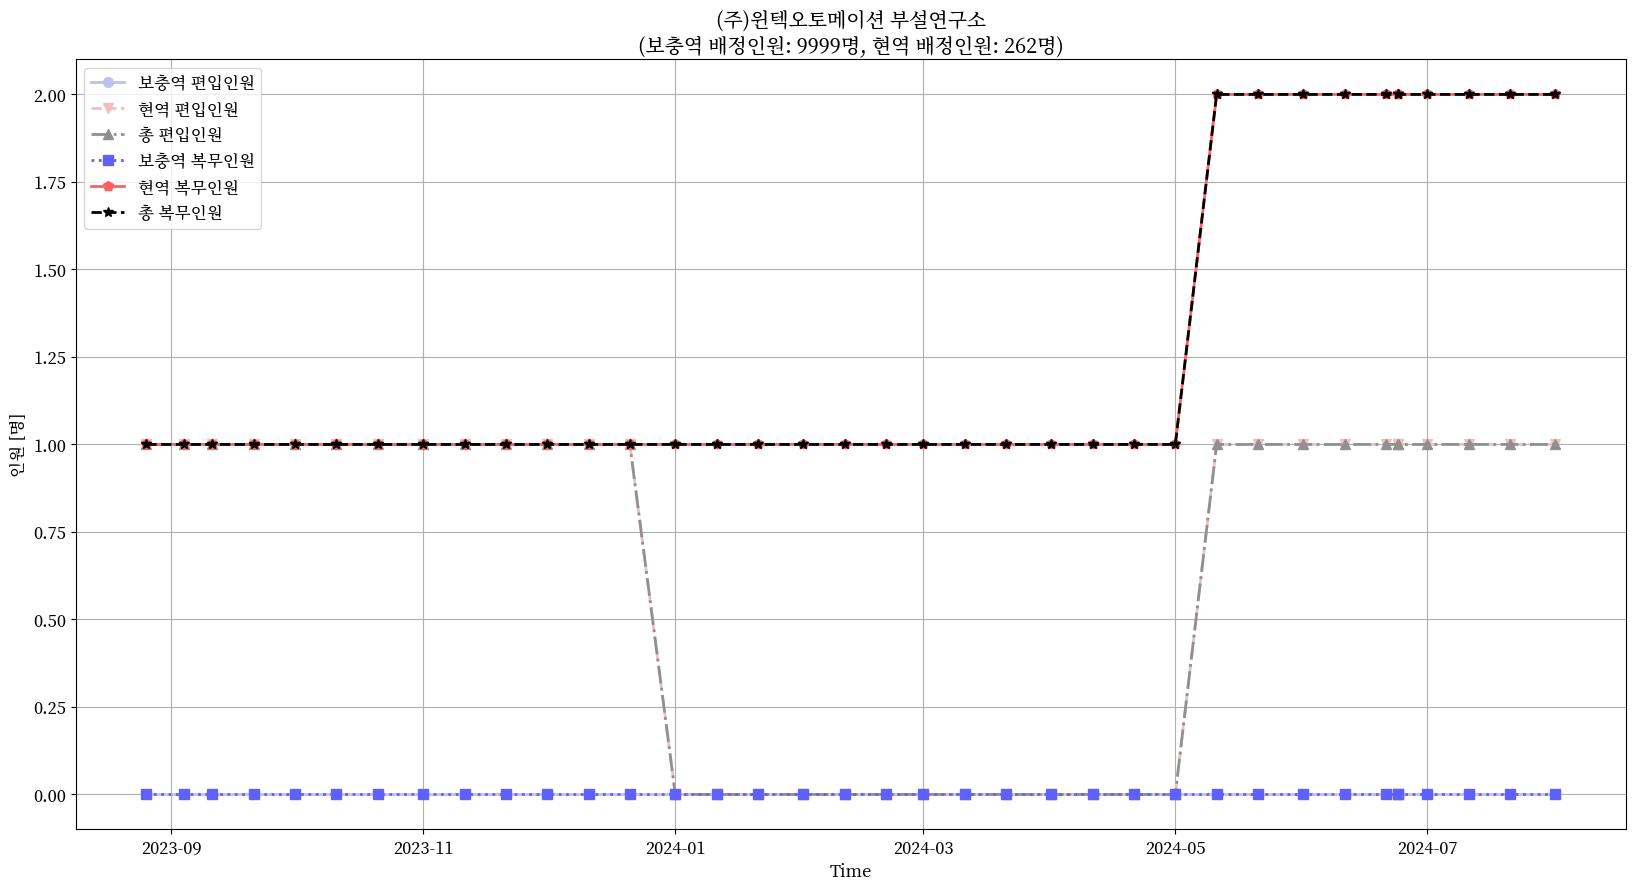 (주)윈텍오토메이션 부설연구소
(보충역 배정인원: 9999명, 현역 배정인원: 262명)
보충역 편입인원
현역 편입인원
총 편입인원
보충역 복무인원
현역 복무인원
총 복무인원
2.00
1.75
1.50
1.25
1.00
0.75
0.50
0.25
0.00
인원 [명]
2023-09
2023-11
2024-01
2024-03
2024-05
2024-07
Time